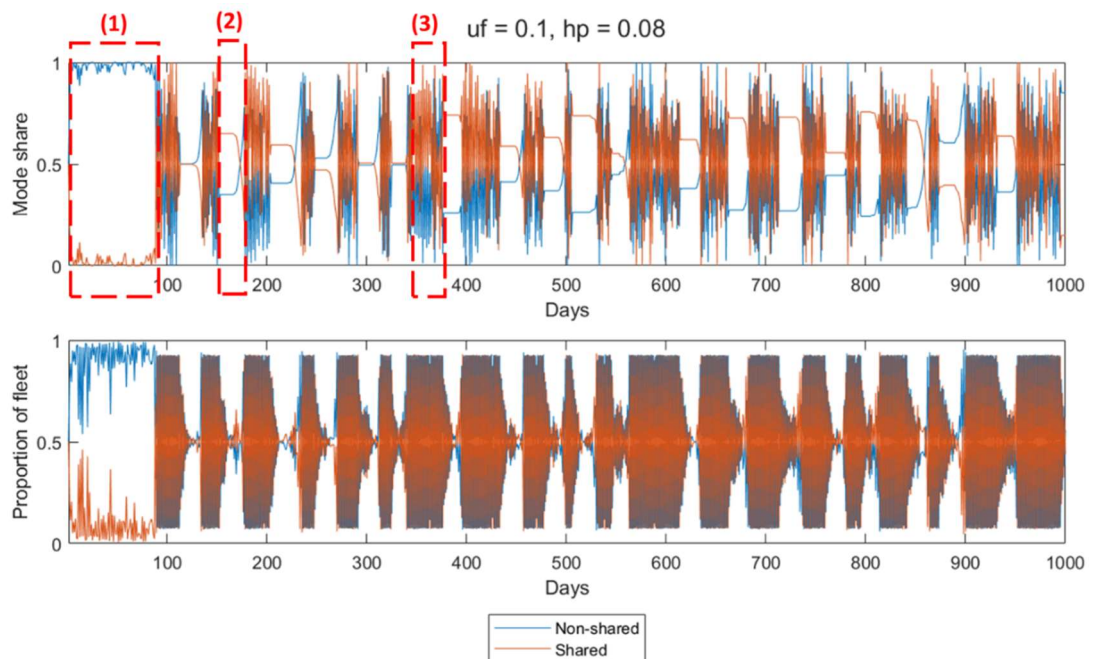 (1)
(2)
(3)
uf = 0.1, hp = 0.08
Mode share
1
0.5
0
100 200 300 400 500 600 700 800 900 1000
Days
Proportion of fleet
1
0.5
0
100 200 300 400 500 600 700 800 900 1000
Days
Non-shared
Shared